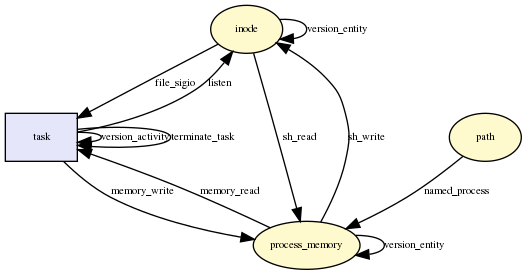 inode
version_entity
file_sigio
listen
task
version_activity
terminate_task
sh_read
sh_write
path
memory_write
memory_read
named_process
process_memory
version_entity